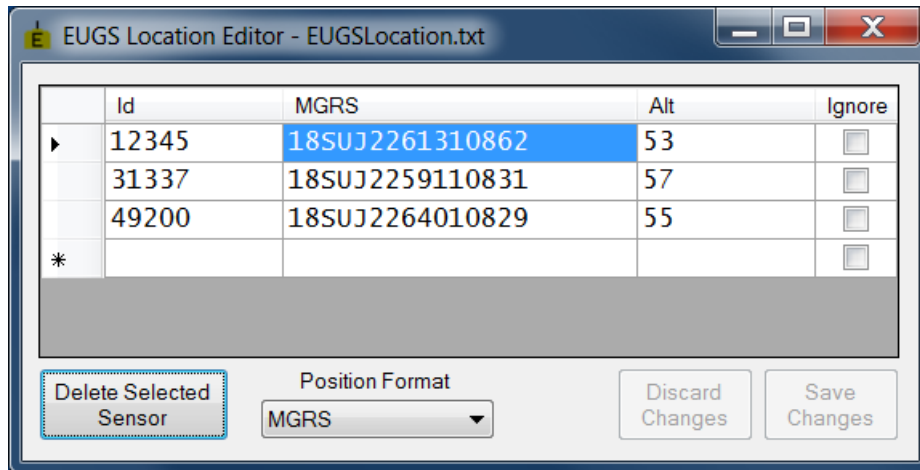 E EUGS Location Editor - EUGSLocation.txt
Id MGRS Alt Ignore
12345 18SUJ2261310862 53
31337 18SUJ2259110831 57
49200 18SUJ2264010829 55
Delete Selected Sensor
Position Format
MGRS
Discard Changes
Save Changes